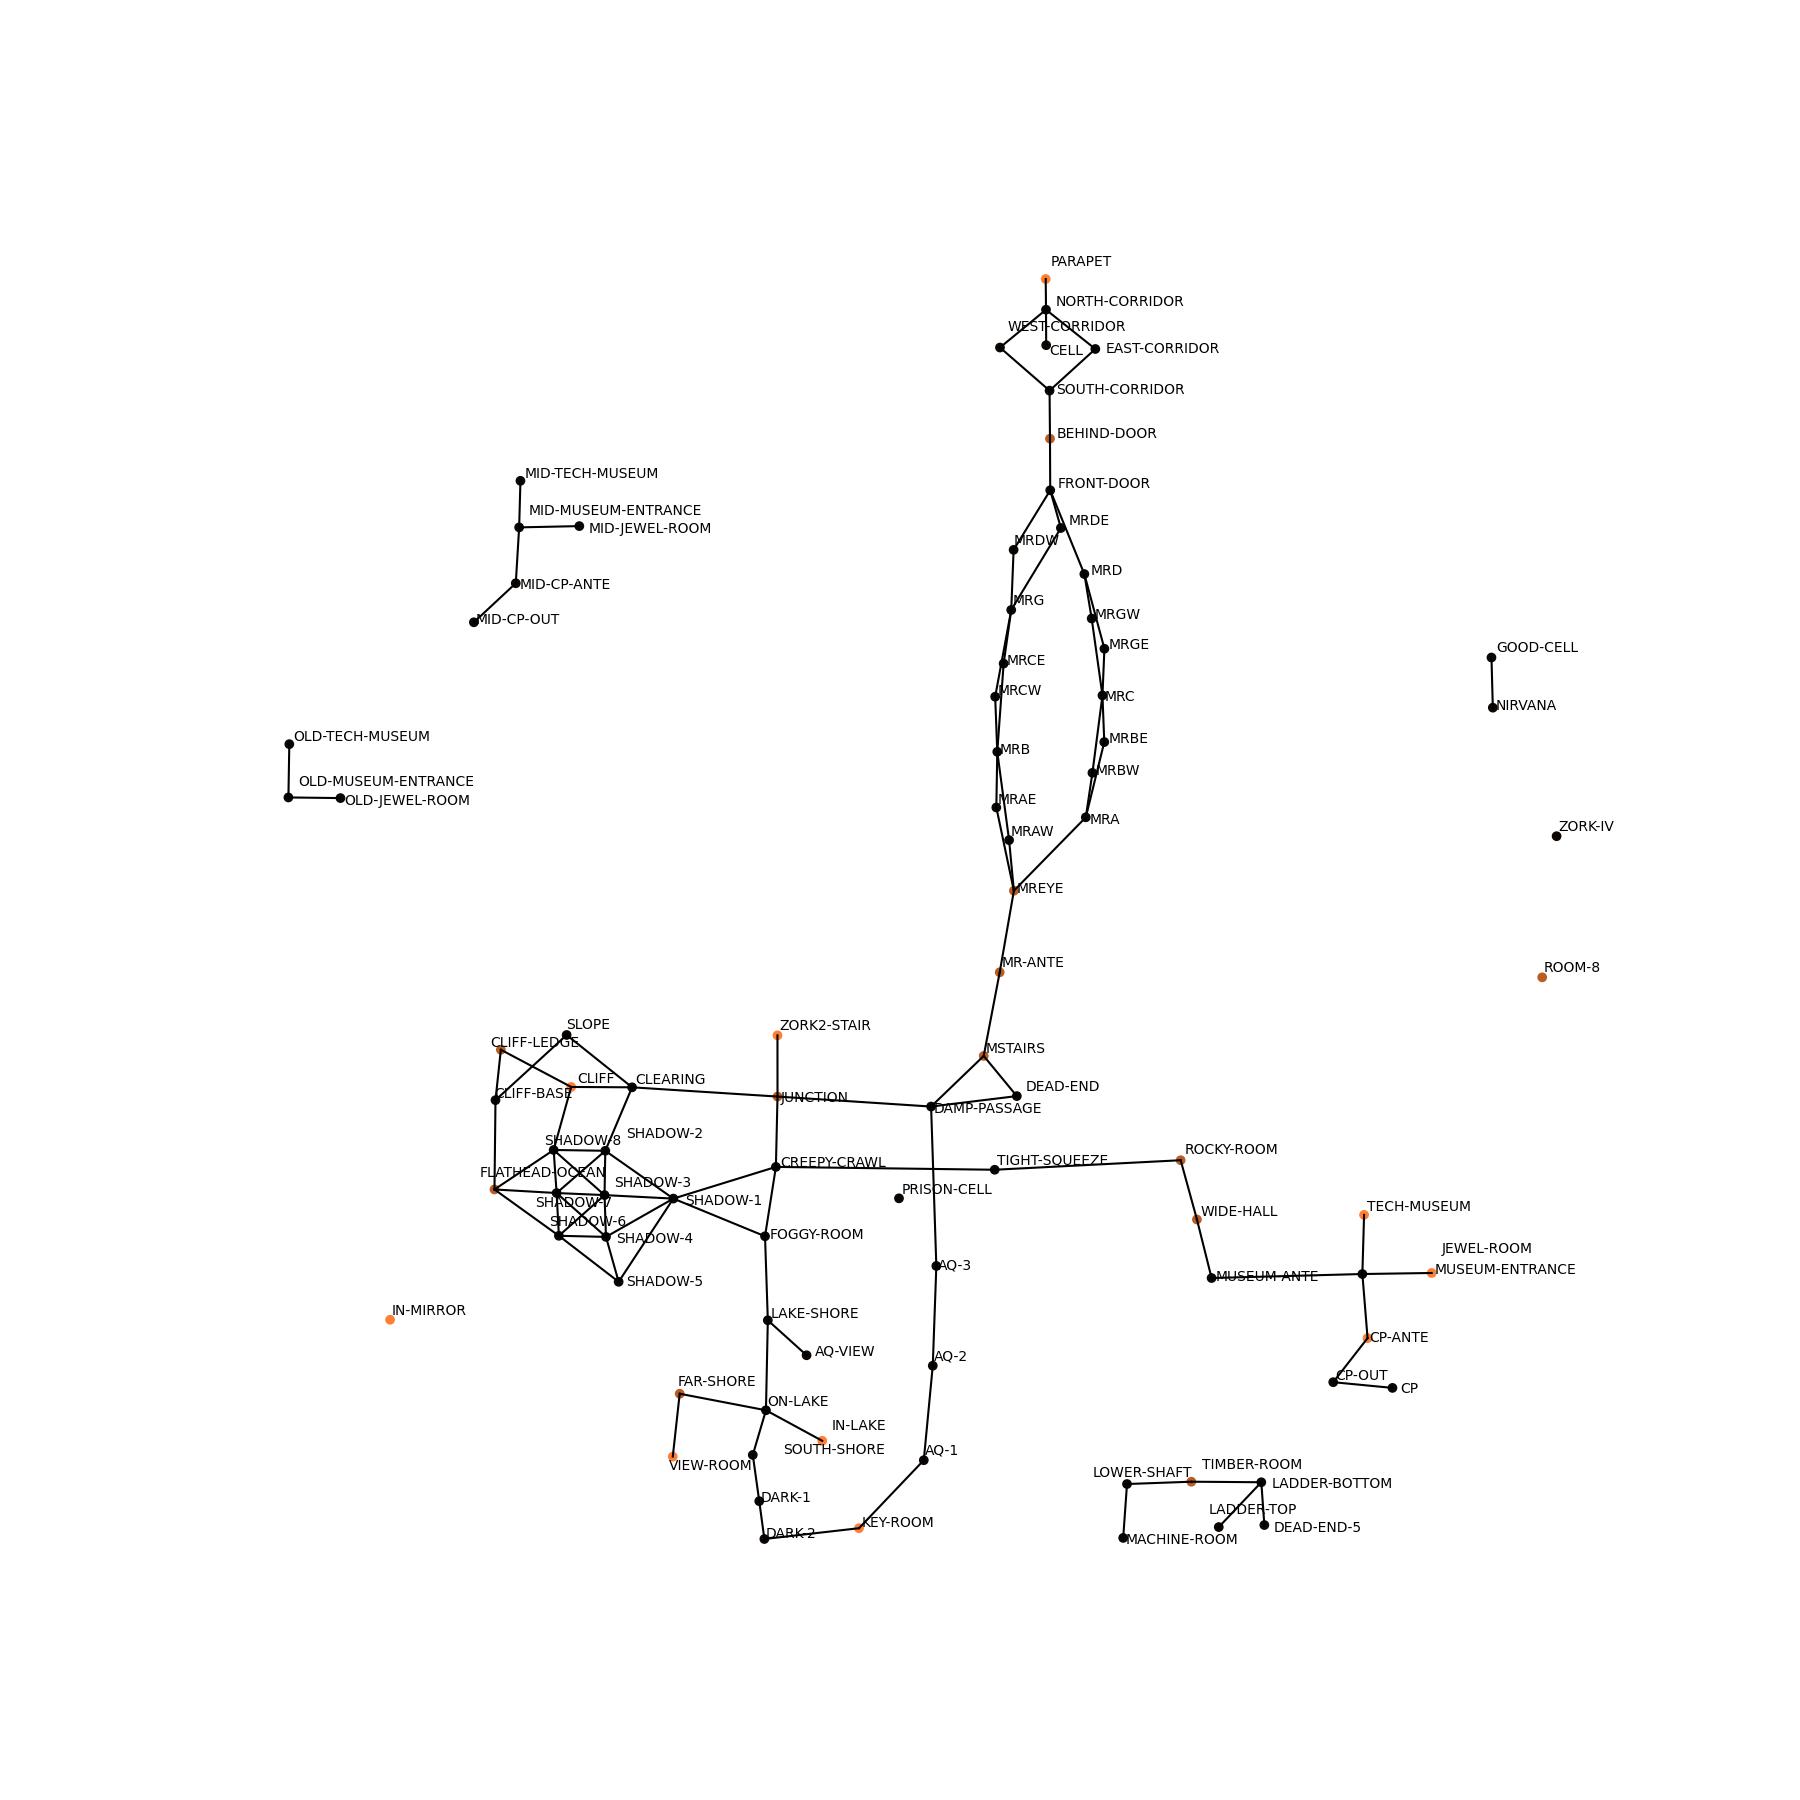 PARAPET
NORTH-CORRIDOR
WEST-CORRIDOR
CELL
EAST-CORRIDOR
SOUTH-CORRIDOR
BEHIND-DOOR
MID-TECH-MUSEUM
FRONT-DOOR
MID-MUSEUM-ENTRANCE
MID-JEWEL-ROOM
MRDE
MRDW
MRD
MID-CP-ANTE
MRG
MRGW
MID-CP-OUT
MRGE
GOOD-CELL
MRCE
MRCW
MRC
NIRVANA
OLD-TECH-MUSEUM
MRBE
MRB
MRBW
OLD-MUSEUM-ENTRANCE
OLD-JEWEL-ROOM
MRAE
MRA
ZORK-IV
MRAW
MREYE
MR-ANTE
ROOM-8
SLOPE
ZORK2-STAIR
CLIFF-LEDGE
MSTAIRS
CLIFF
CLEARING
DEAD-END
CLIFF-BASE
JUNCTION
DAMP-PASSAGE
SHADOW-2
SHADOW-8
ROCKY-ROOM
CREEPY-CRAWL
TIGHT-SQUEEZE
FLATHEAD-OCEAN
SHADOW-3
PRISON-CELL
SHADOW-7
SHADOW-1
TECH-MUSEUM
WIDE-HALL
SHADOW-6
FOGGY-ROOM
SHADOW-4
JEWEL-ROOM
AQ-3
MUSEUM-ENTRANCE
MUSEUM-ANTE
SHADOW-5
IN-MIRROR
LAKE-SHORE
CP-ANTE
AQ-VIEW
AQ-2
CP-OUT
CP
FAR-SHORE
ON-LAKE
IN-LAKE
SOUTH-SHORE
AQ-1
VIEW-ROOM
TIMBER-ROOM
LOWER-SHAFT
LADDER-BOTTOM
DARK-1
LADDER-TOP
KEY-ROOM
DEAD-END-5
DARK-2
MACHINE-ROOM